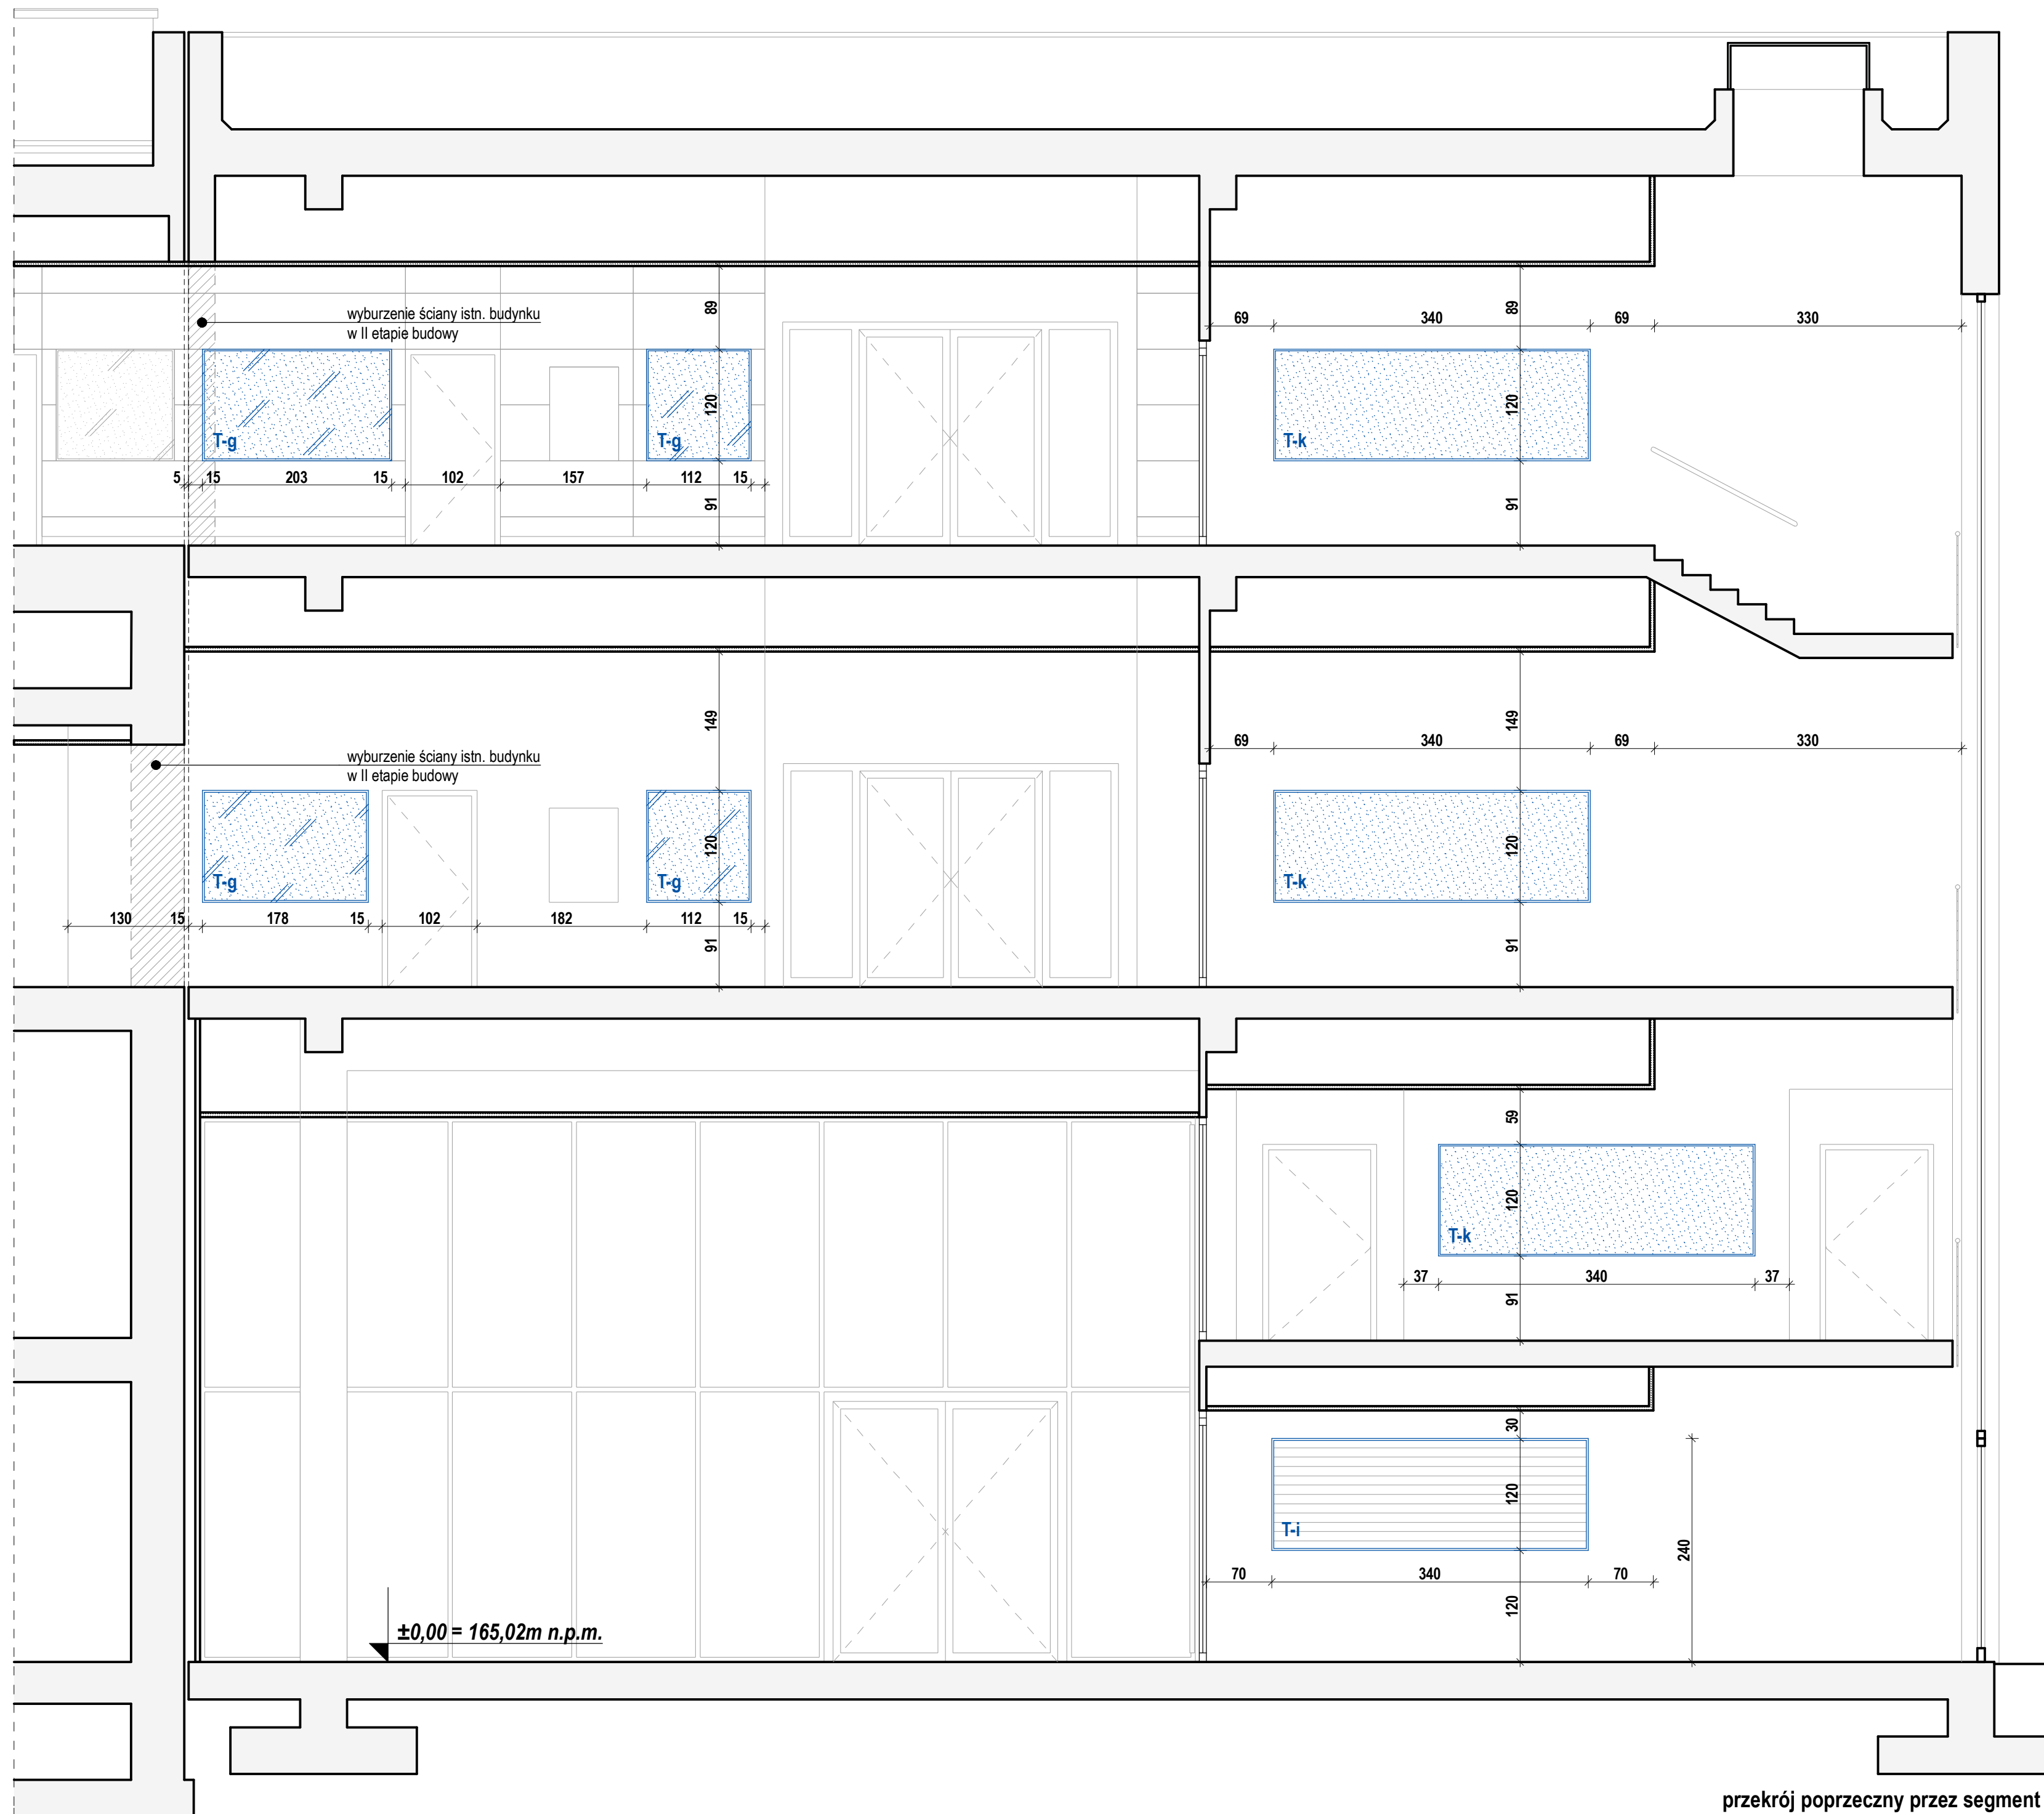 wyburzenie ściany istn. budynku
w II etapie budowy
89
89
69 340 69 330
120
120
T-g
T-g
T-k
5 15 203 15 102 157 112 15
91
91
149
149
69 340 69 330
wyburzenie ściany istn. budynku
w II etapie budowy
120
120
T-g
T-g
T-k
130 15 178 15 102 182 112 15
91
91
59
120
T-k
37 340 37
91
30
120
T-i
240
70 340 70
120
±0,00 = 165,02m n.p.m.
przekrój poprzeczny przez segment